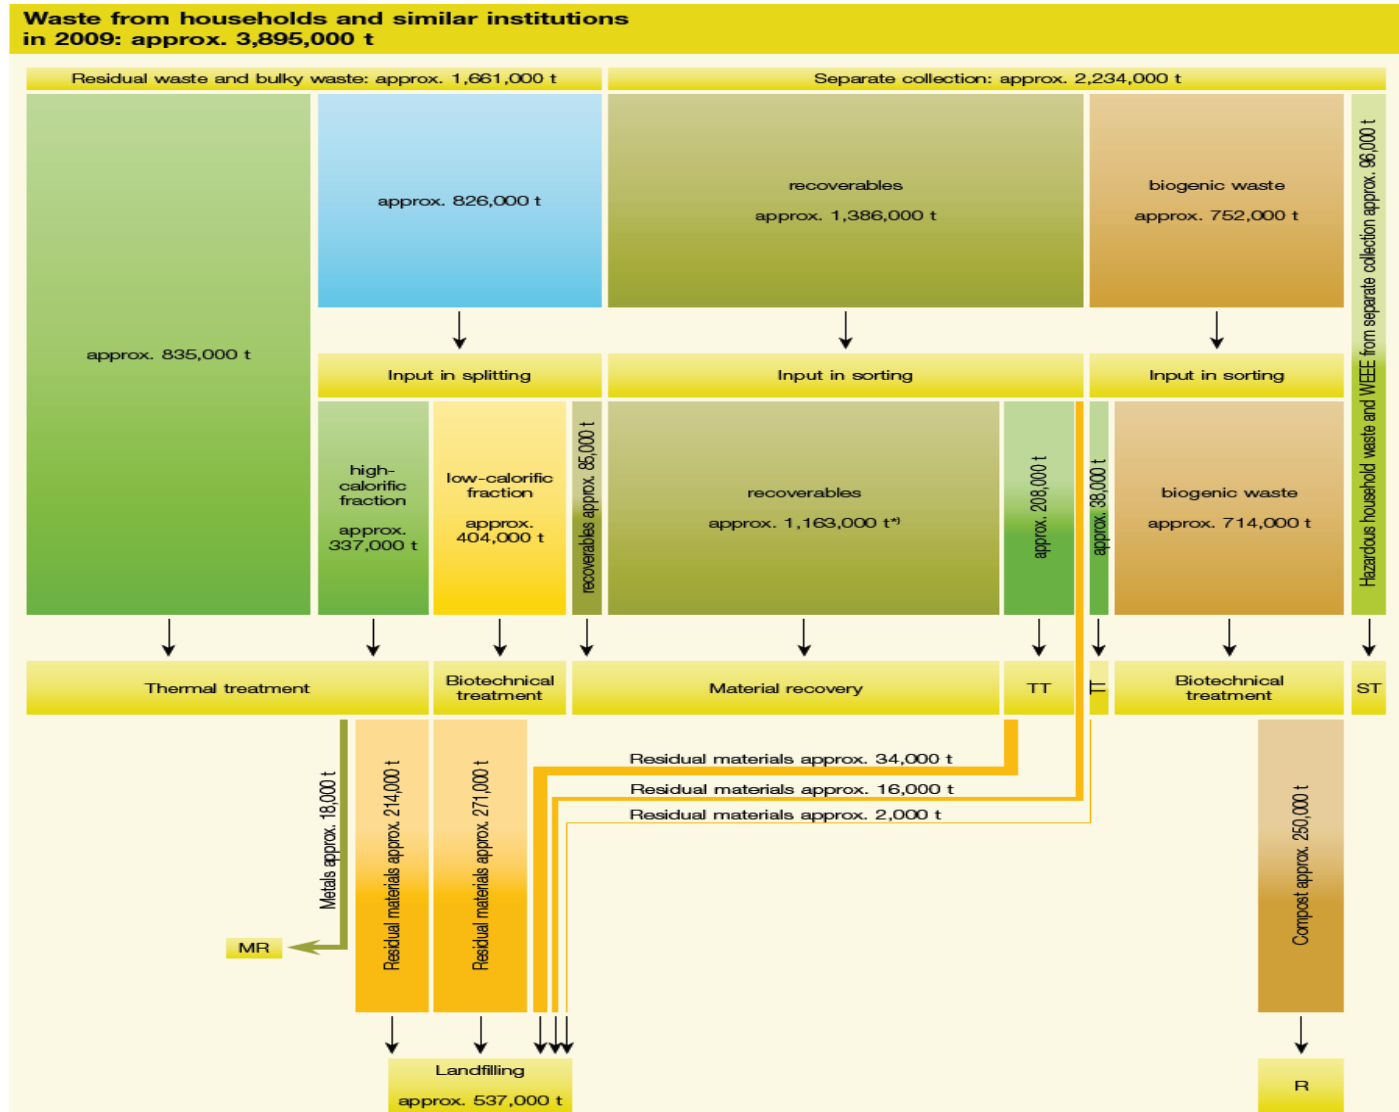 Waste from households and similar institutions
in 2009: approx. 3,895,000 t
Residual waste and bulky waste: approx. 1,661,000 t
Separate collection: approx. 2,234,000 t
approx. 835,000 t
approx. 826,000 t
recoverables
approx. 1,386,000 t
biogenic waste
approx. 752,000 t
Hazardous household waste and WEEE from separate collection approx. 96,000 t
Input in splitting
Input in sorting
Input in sorting
high-
calorific
fraction
approx.
337,000 t
low-calorific
fraction
approx.
404,000 t
recoverables approx. 85,000 t
recoverables
approx. 1,163,000 t*)
approx. 208,000 t
approx. 38,000 t
biogenic waste
approx. 714,000 t
Thermal treatment
Biotechnical
treatment
Material recovery
TT
TT
Biotechnical
treatment
ST
Metals approx. 18,000 t
Residual materials approx. 214,000 t
Residual materials approx. 271,000 t
Residual materials approx. 34,000 t
Residual materials approx. 16,000 t
Residual materials approx. 2,000 t
Compost approx. 250,000 t
MR
Landfilling
approx. 537,000 t
R